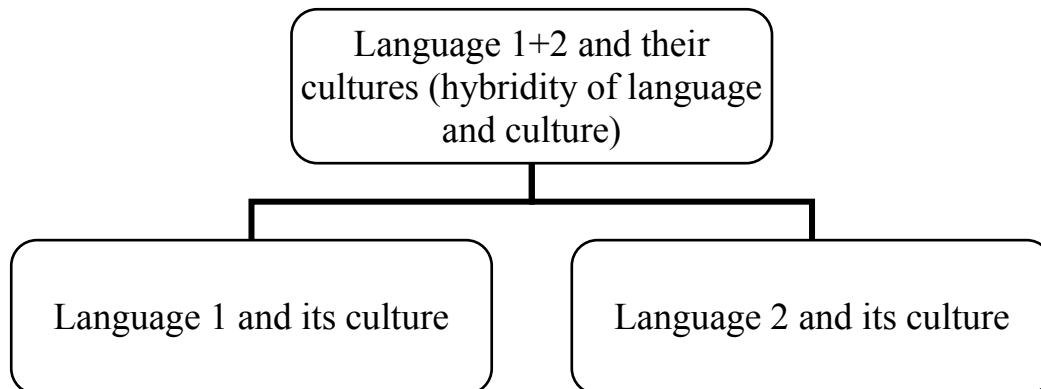 Language 1+2 and their
cultures (hybridity of language
and culture)
Language 1 and its culture
Language 2 and its culture